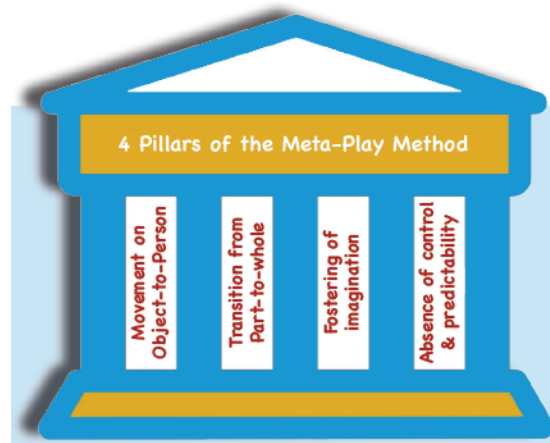 4 Pillars of the Meta-Play Method
Movement on
Object-to-Person
Transition from
Part-to-whole
Fostering of
imagination
Absence of control
& predictability